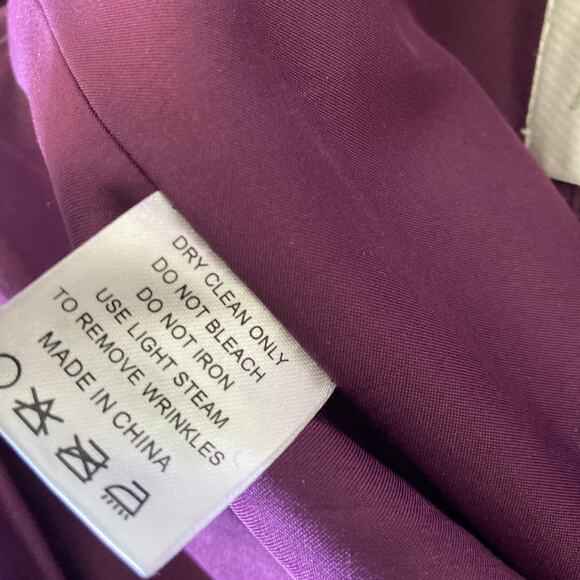 DRY CLEAN ONLY
DO NOT BLEACH
DO NOT IRON
USE LIGHT STEAM
TO REMOVE WRINKLES
MADE IN CHINA